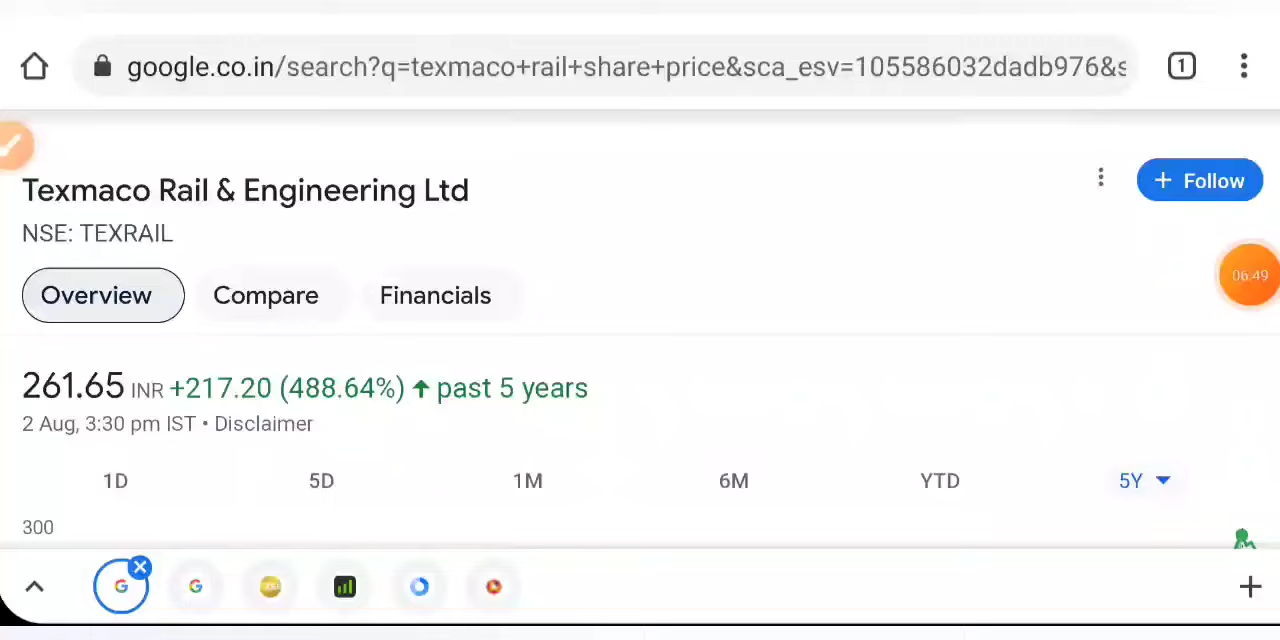 google.co.in/search?q=texmaco+rail+share+price&sca_esv=105586032dadb976&s
1
Texmaco Rail & Engineering Ltd
+ Follow
NSE: TEXRAIL
06:49
Overview Compare Financials
261.65 INR +217.20 (488.64%) ↑ past 5 years
2 Aug, 3:30 pm IST • Disclaimer
1D 5D 1M 6M YTD 5Y
300